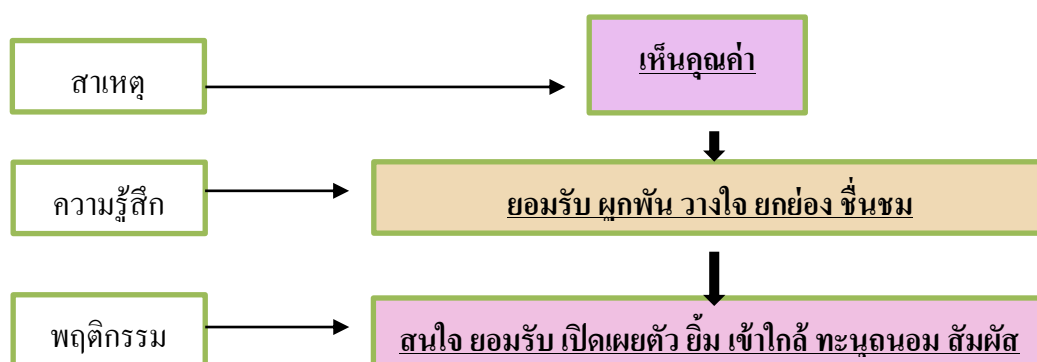 สาเหตุ
เห็นคุณค่า
ความรู้สึก
ยอมรับ ผูกพัน วางใจ ยกย่อง ชื่นชม
พฤติกรรม
สนใจ ยอมรับ เปิดเผยตัว ยิ้ม เข้าใกล้ ทะนุถนอม สัมผัส